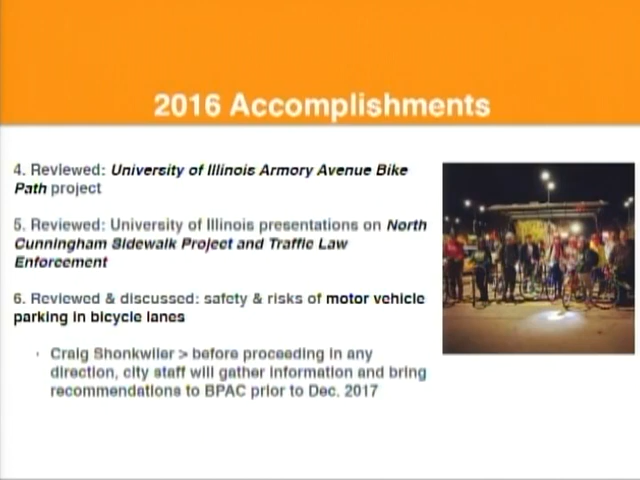 2016 Accomplishments
4. Reviewed: University of Illinois Armory Avenue Bike
Path project
5. Reviewed: University of Illinois presentations on North
Cunningham Sidewalk Project and Traffic Law
Enforcement
6. Reviewed & discussed: safety & risks of motor vehicle
parking in bicycle lanes
Craig Shonkwiler > before proceeding in any
direction, city staff will gather information and bring
recommendations to BPAC prior to Dec. 2017